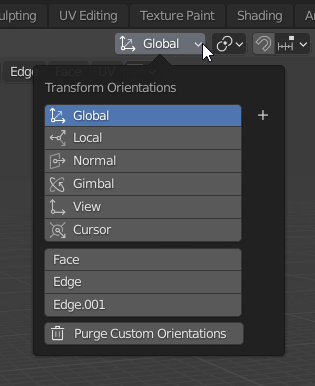 ulpting UV Editing Texture Paint Shading An
Global
Edge Face UV
Transform Orientations
Global
Local
Normal
Gimbal
View
Cursor
Face
Edge
Edge.001
Purge Custom Orientations